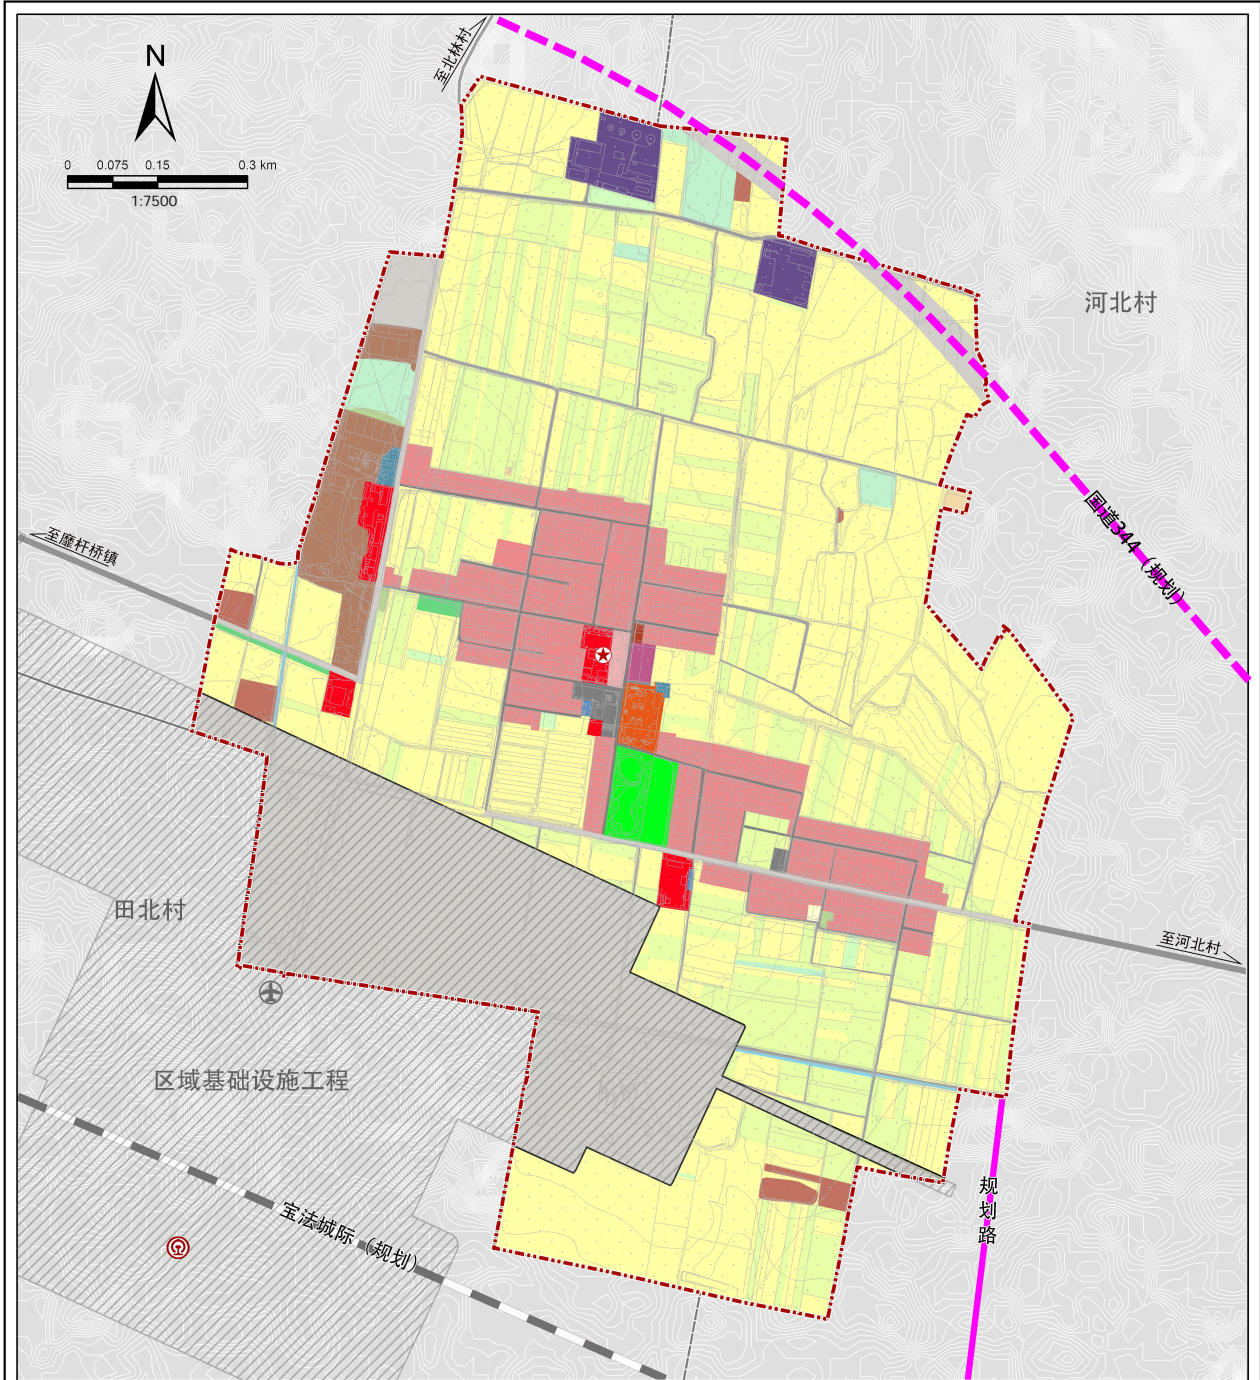 至北林村
N
0 0.075 0.15 0.3 km
1:7500
河北村
国道344（规划）
至縻杆桥镇
田北村
至河北村
区域基础设施工程
规划路
宝法城际（规划）